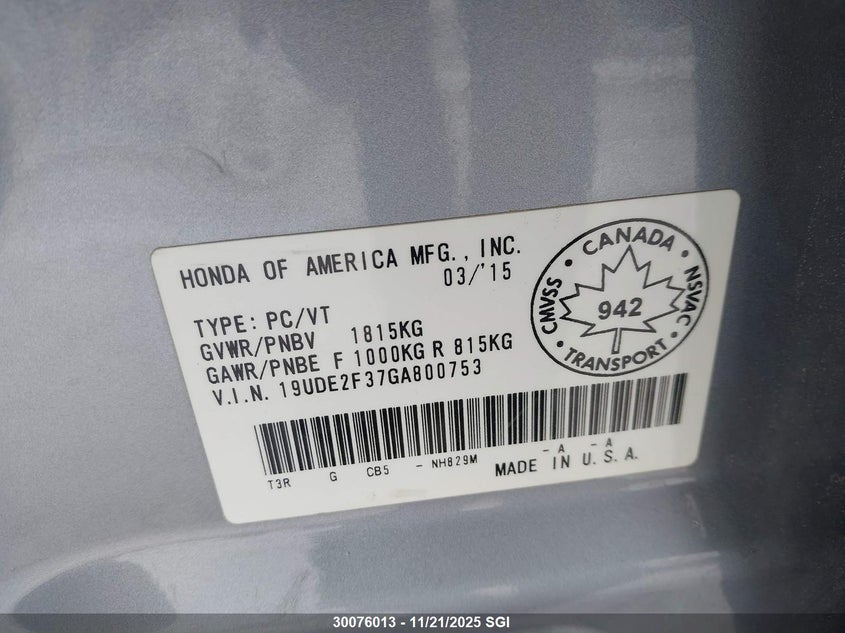 HONDA OF AMERICA MFG., INC.
03/'15
TYPE: PC/VT
GVWR/PNBV 1815KG
GAWR/PNBE F 1000KG R 815KG
V.I.N. 19UDE2F37GA800753
CANADA
CMVSS • NSVAC •
942
TRANSPORT
T3R G CB5 - NH829M -A -A
MADE IN U.S.A.
30076013 - 11/21/2025 SGI